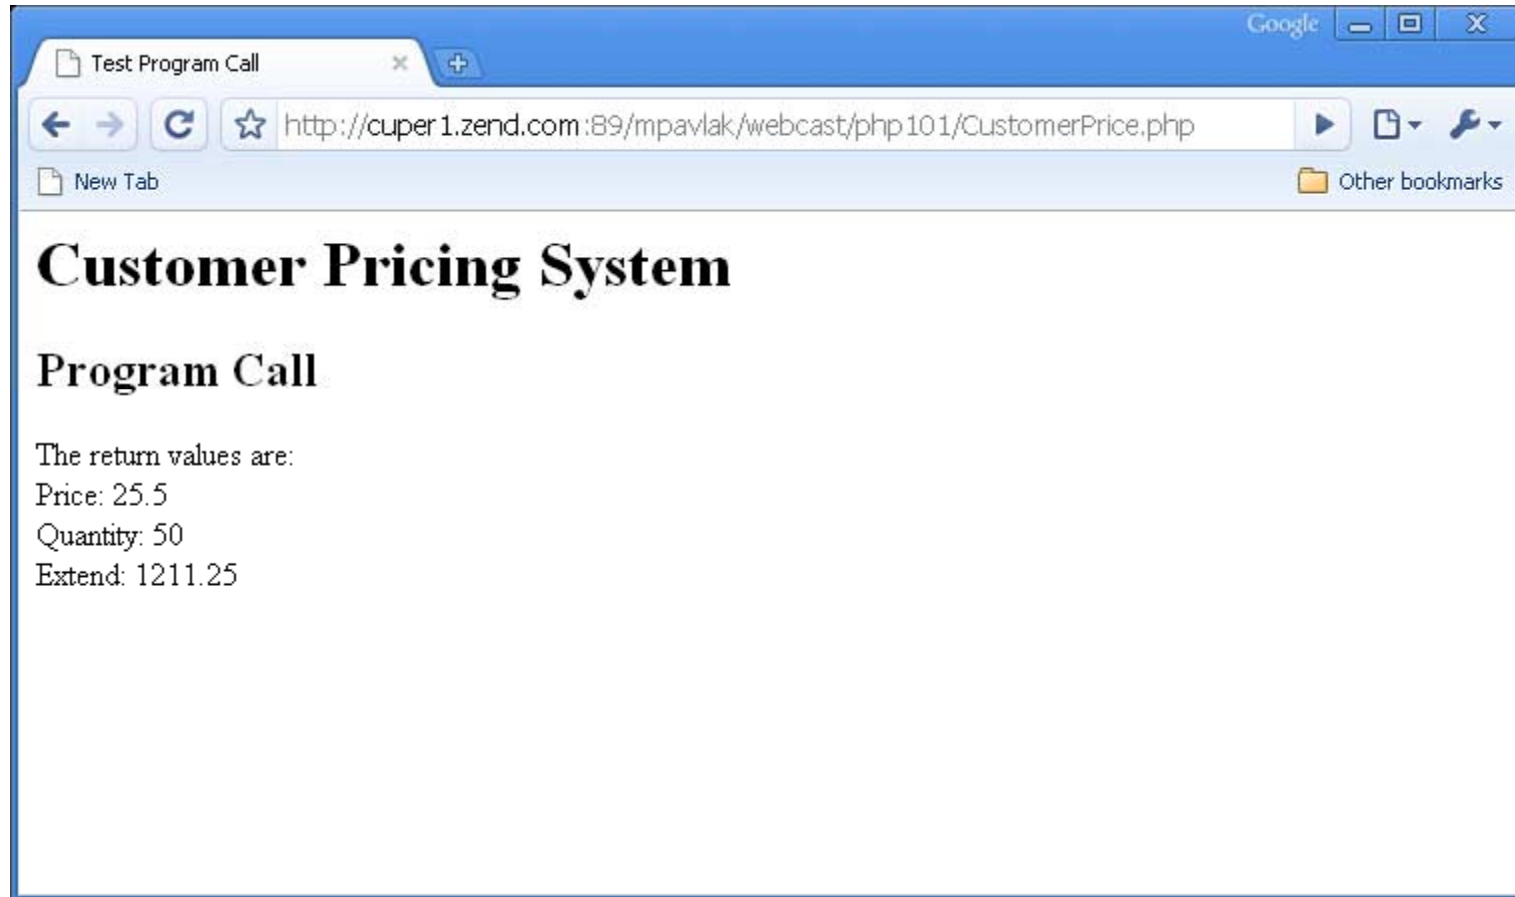 Google
Test Program Call
http://cuper1.zend.com:89/mpavlak/webcast/php101/CustomerPrice.php
New Tab
Other bookmarks
Customer Pricing System
Program Call
The return values are:
Price: 25.5
Quantity: 50
Extend: 1211.25